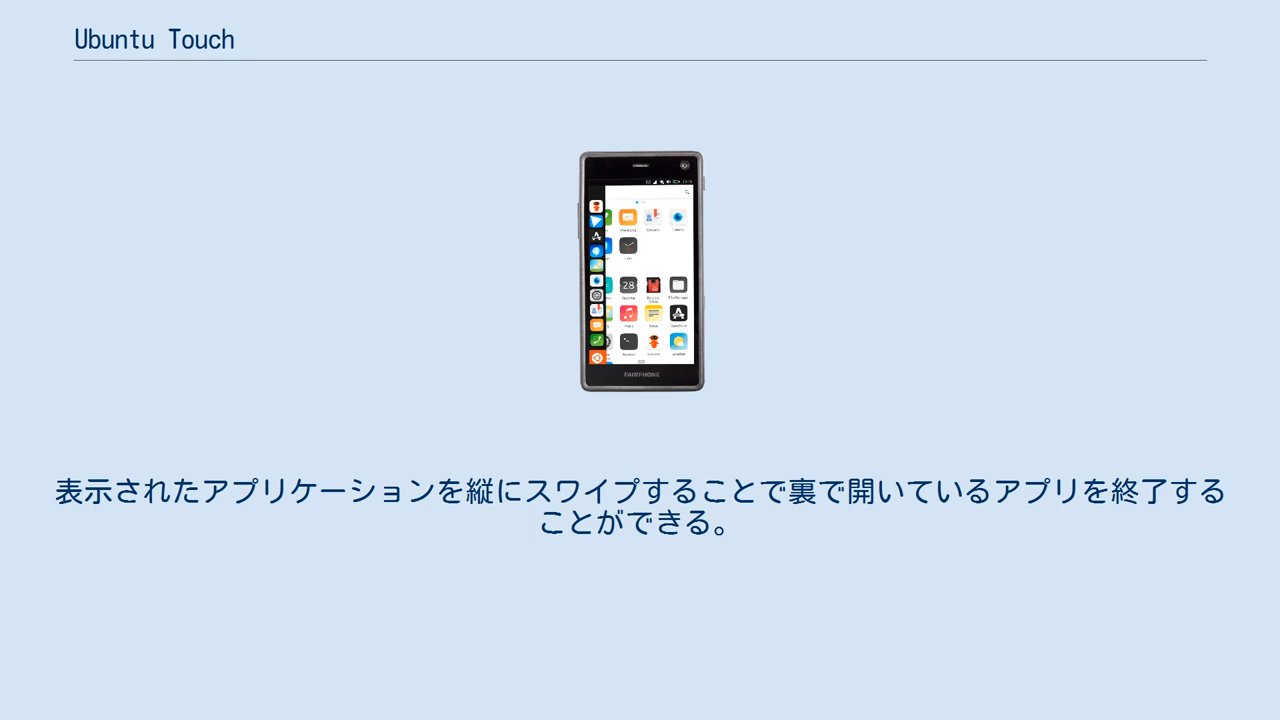 Ubuntu Touch
28
FAIRPHONE
表示されたアプリケーションを縦にスワイプすることで裏で開いているアプリを終了する
ことができる。